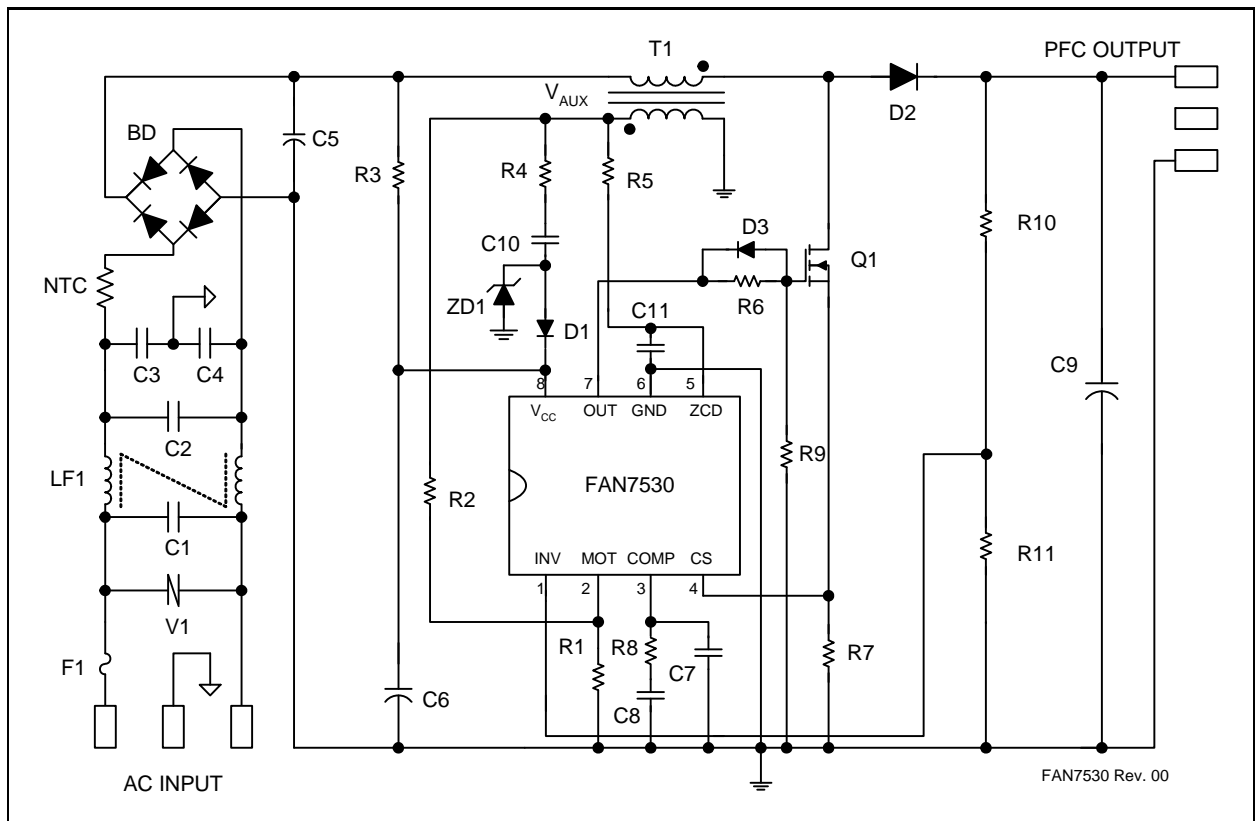 T1
PFC OUTPUT
V_AUX
D2
BD
C5
R3
R4
R5
D3
R10
C10
Q1
NTC
ZD1
R6
C11
D1
C3
C4
C9
8
7
6
5
V_CC
OUT
GND
ZCD
C2
LF1
R9
FAN7530
R2
C1
R11
INV
MOT
COMP
CS
1
2
3
4
V1
R1
R8
C7
R7
F1
C6
C8
AC INPUT
FAN7530 Rev. 00